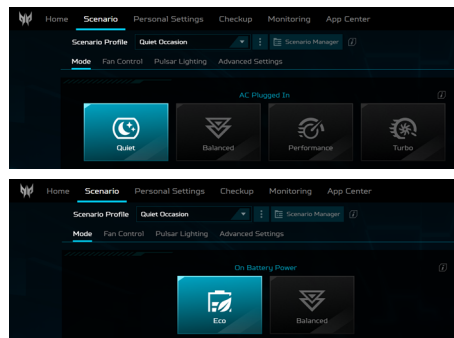 Home Scenario Personal Settings Checkup Monitoring App Center
Scenario Profile Quiet Occasion Scenario Manager
Mode Fan Control Pulsar Lighting Advanced Settings
AC Plugged In
Quiet Balanced Performance Turbo
Home Scenario Personal Settings Checkup Monitoring App Center
Scenario Profile Quiet Occasion Scenario Manager
Mode Fan Control Pulsar Lighting Advanced Settings
On Battery Power
Eco Balanced